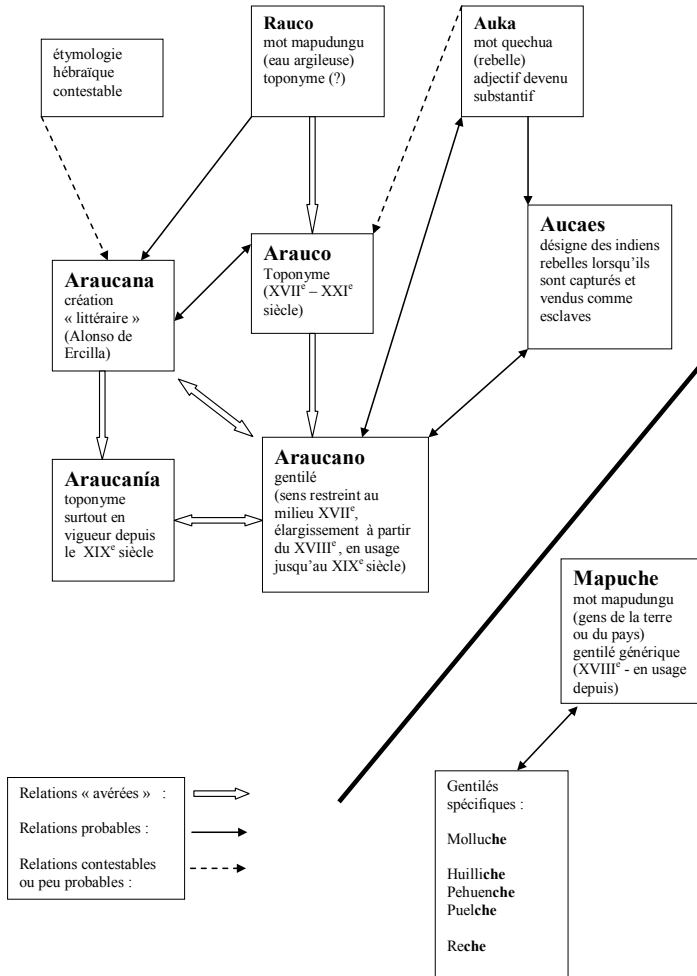 étymologie
hébraïque
contestable
Rauco
mot mapudungu
(eau argileuse)
toponyme (?)
Auka
mot quechua
(rebelle)
adjectif devenu
substantif
Araucana
création
« littéraire »
(Alonso de
Ercilla)
Arauco
Toponyme
(XVIIe – XXIe
siècle)
Aucaes
désigne des indiens
rebelles lorsqu'ils
sont capturés et
vendus comme
esclaves
Araucanía
toponyme
surtout en
vigueur depuis
le XIXe siècle
Araucano
gentilé
(sens restreint au
milieu XVIIe,
élargissement à partir
du XVIIIe, en usage
jusqu'au XIXe siècle)
Mapuche
mot mapudungu
(gens de la terre
ou du pays)
gentilé générique
(XVIIIe - en usage
depuis)
Relations « avérées » :
Relations probables :
Relations contestables
ou peu probables :
Gentilés
spécifiques :
Molluche
Huilliche
Pehuenche
Puelche
Reche